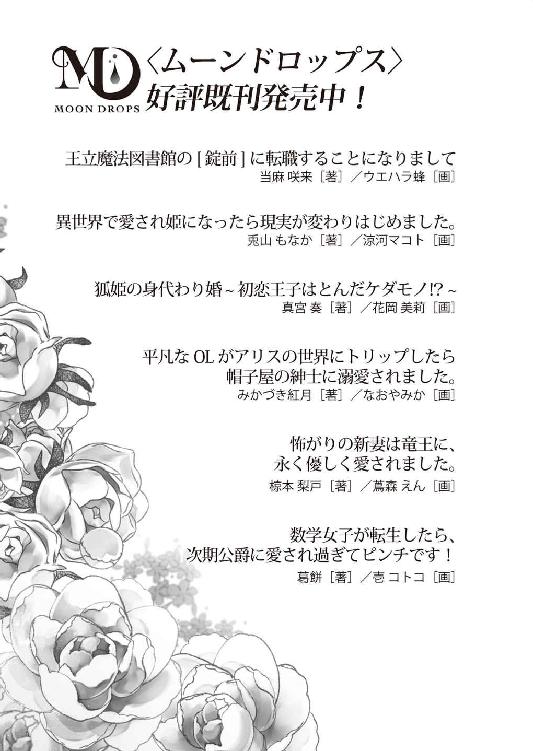 MD
MOON DROPS
〈ムーンドロップス〉
好評既刊発売中！
王立魔法図書館の［錠前］に転職することになりまして
当麻 咲来［著］／ウエハラ蜂［画］
異世界で愛され姫になったら現実が変わりはじめました。
兎山 もなか［著］／涼河マコト［画］
狐姫の身代わり婚 ~ 初恋王子はとんだケダモノ!? ~
真宮 奏［著］／花岡 美莉［画］
平凡な OL がアリスの世界にトリップしたら
帽子屋の紳士に溺愛されました。
みかづき紅月［著］／なおやみか［画］
怖がりの新妻は竜王に、
永く優しく愛されました。
椋本 梨戸［著］／蔦森 えん［画］
数学女子が転生したら、
次期公爵に愛され過ぎてピンチです！
葛餅［著］／壱 コトコ［画］